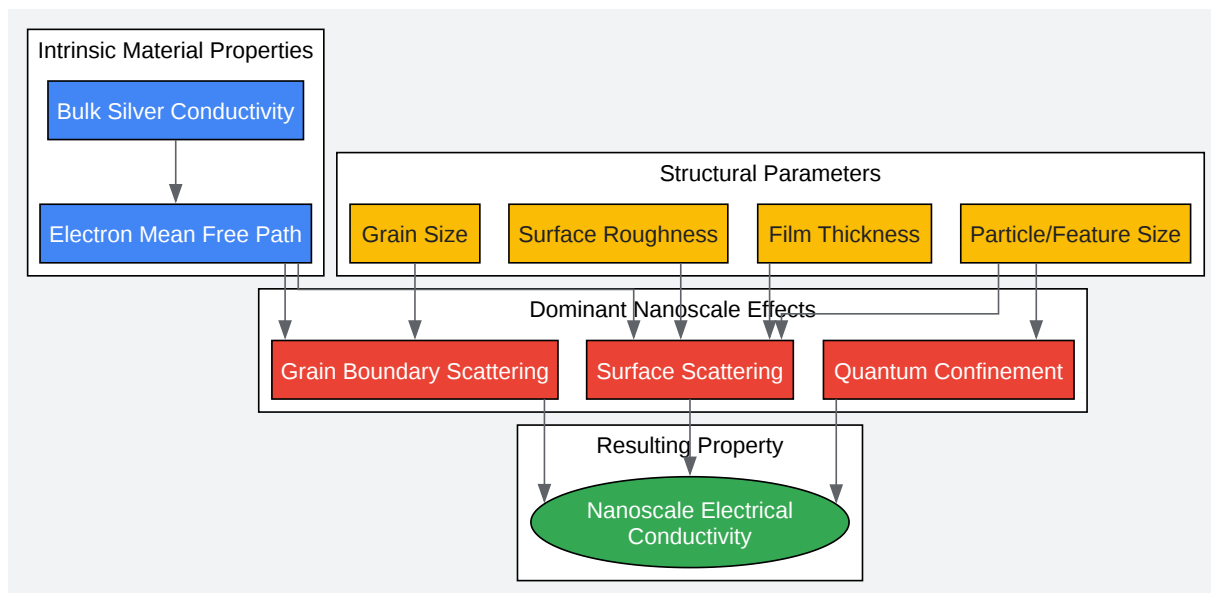 Intrinsic Material Properties
Bulk Silver Conductivity
Electron Mean Free Path
Structural Parameters
Grain Size
Surface Roughness
Film Thickness
Particle/Feature Size
Dominant Nanoscale Effects
Grain Boundary Scattering
Surface Scattering
Quantum Confinement
Resulting Property
Nanoscale Electrical
Conductivity